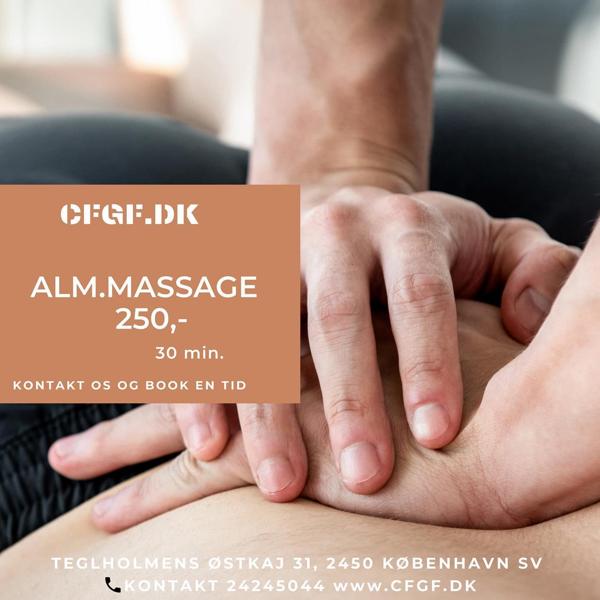 CFGF.DK
ALM.MASSAGE
250,-
30 min.
KONTAKT OS OG BOOK EN TID
TEGLHOLMENS ØSTKAJ 31, 2450 KØBENHAVN SV
KONTAKT 24245044 www.CFGF.DK